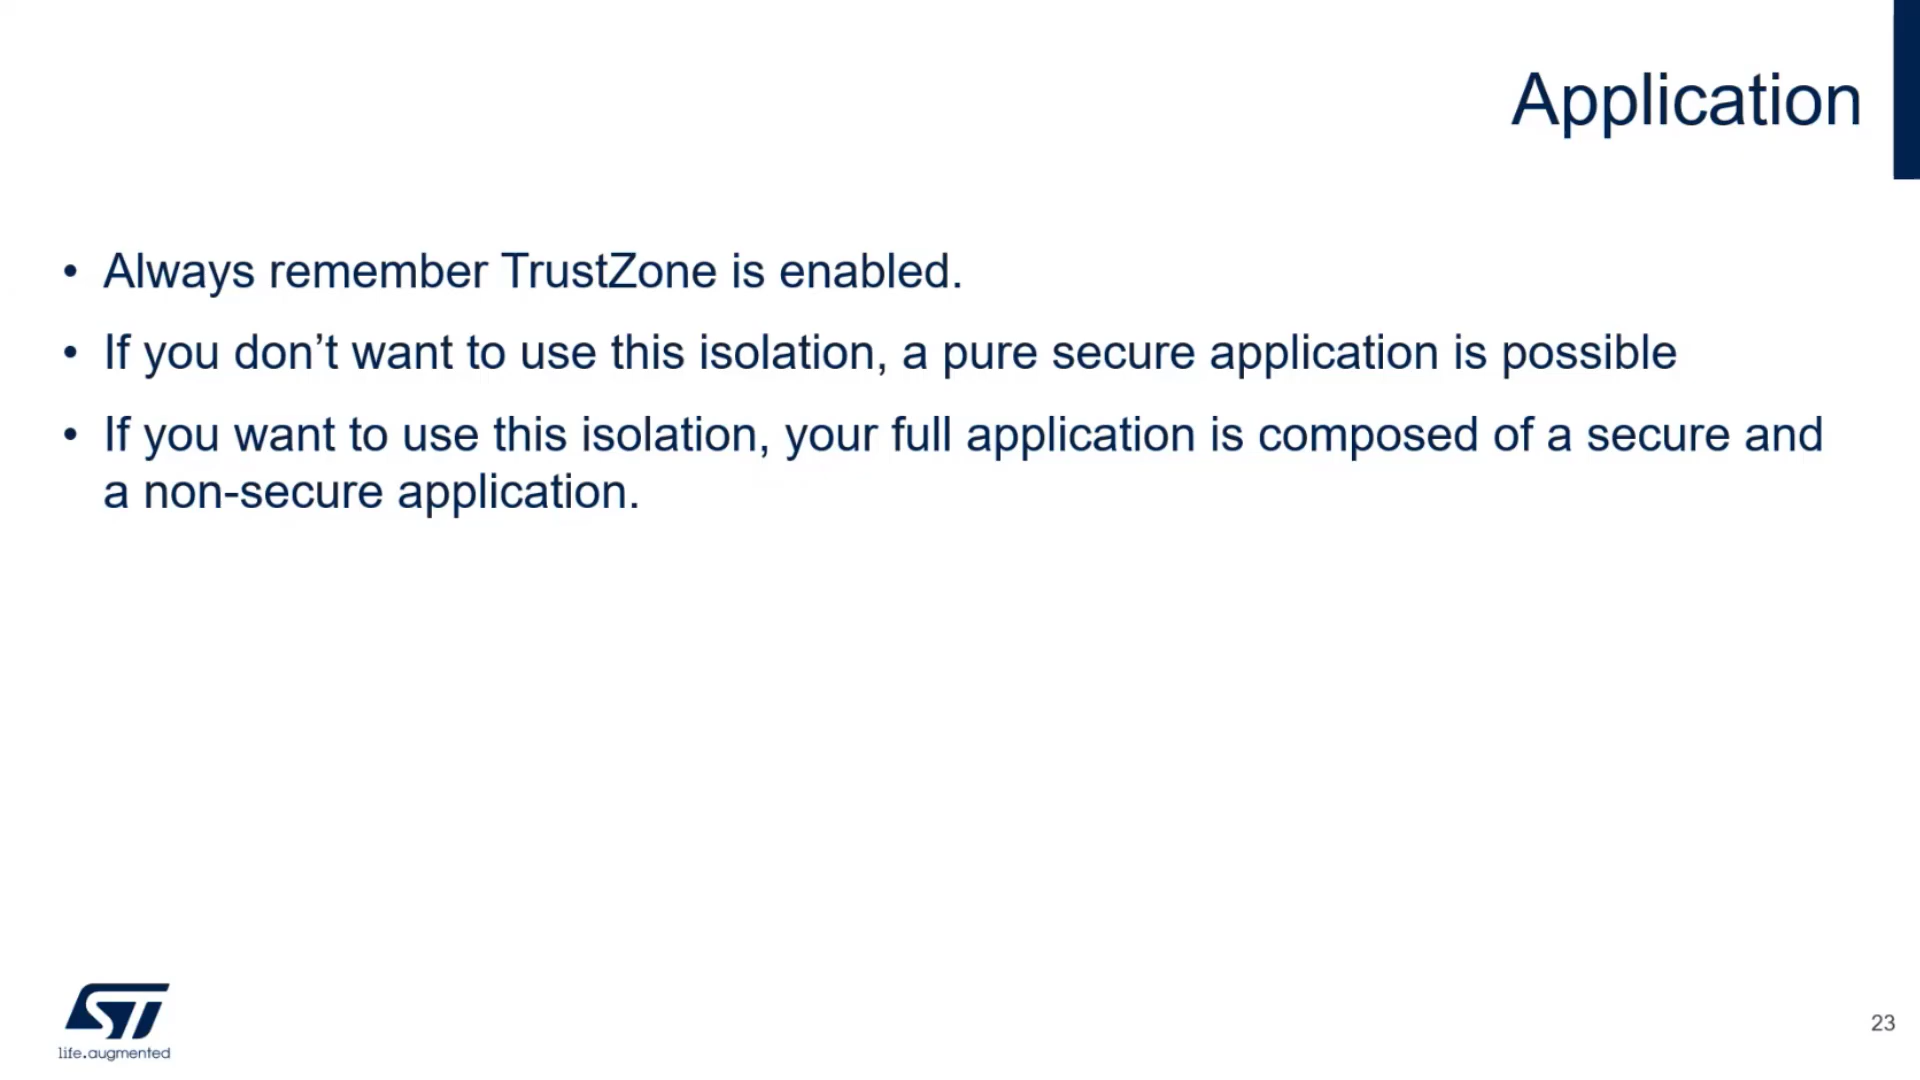 Application
• Always remember TrustZone is enabled.
• If you don’t want to use this isolation, a pure secure application is possible
• If you want to use this isolation, your full application is composed of a secure and
a non-secure application.
ST
life.augmented
23